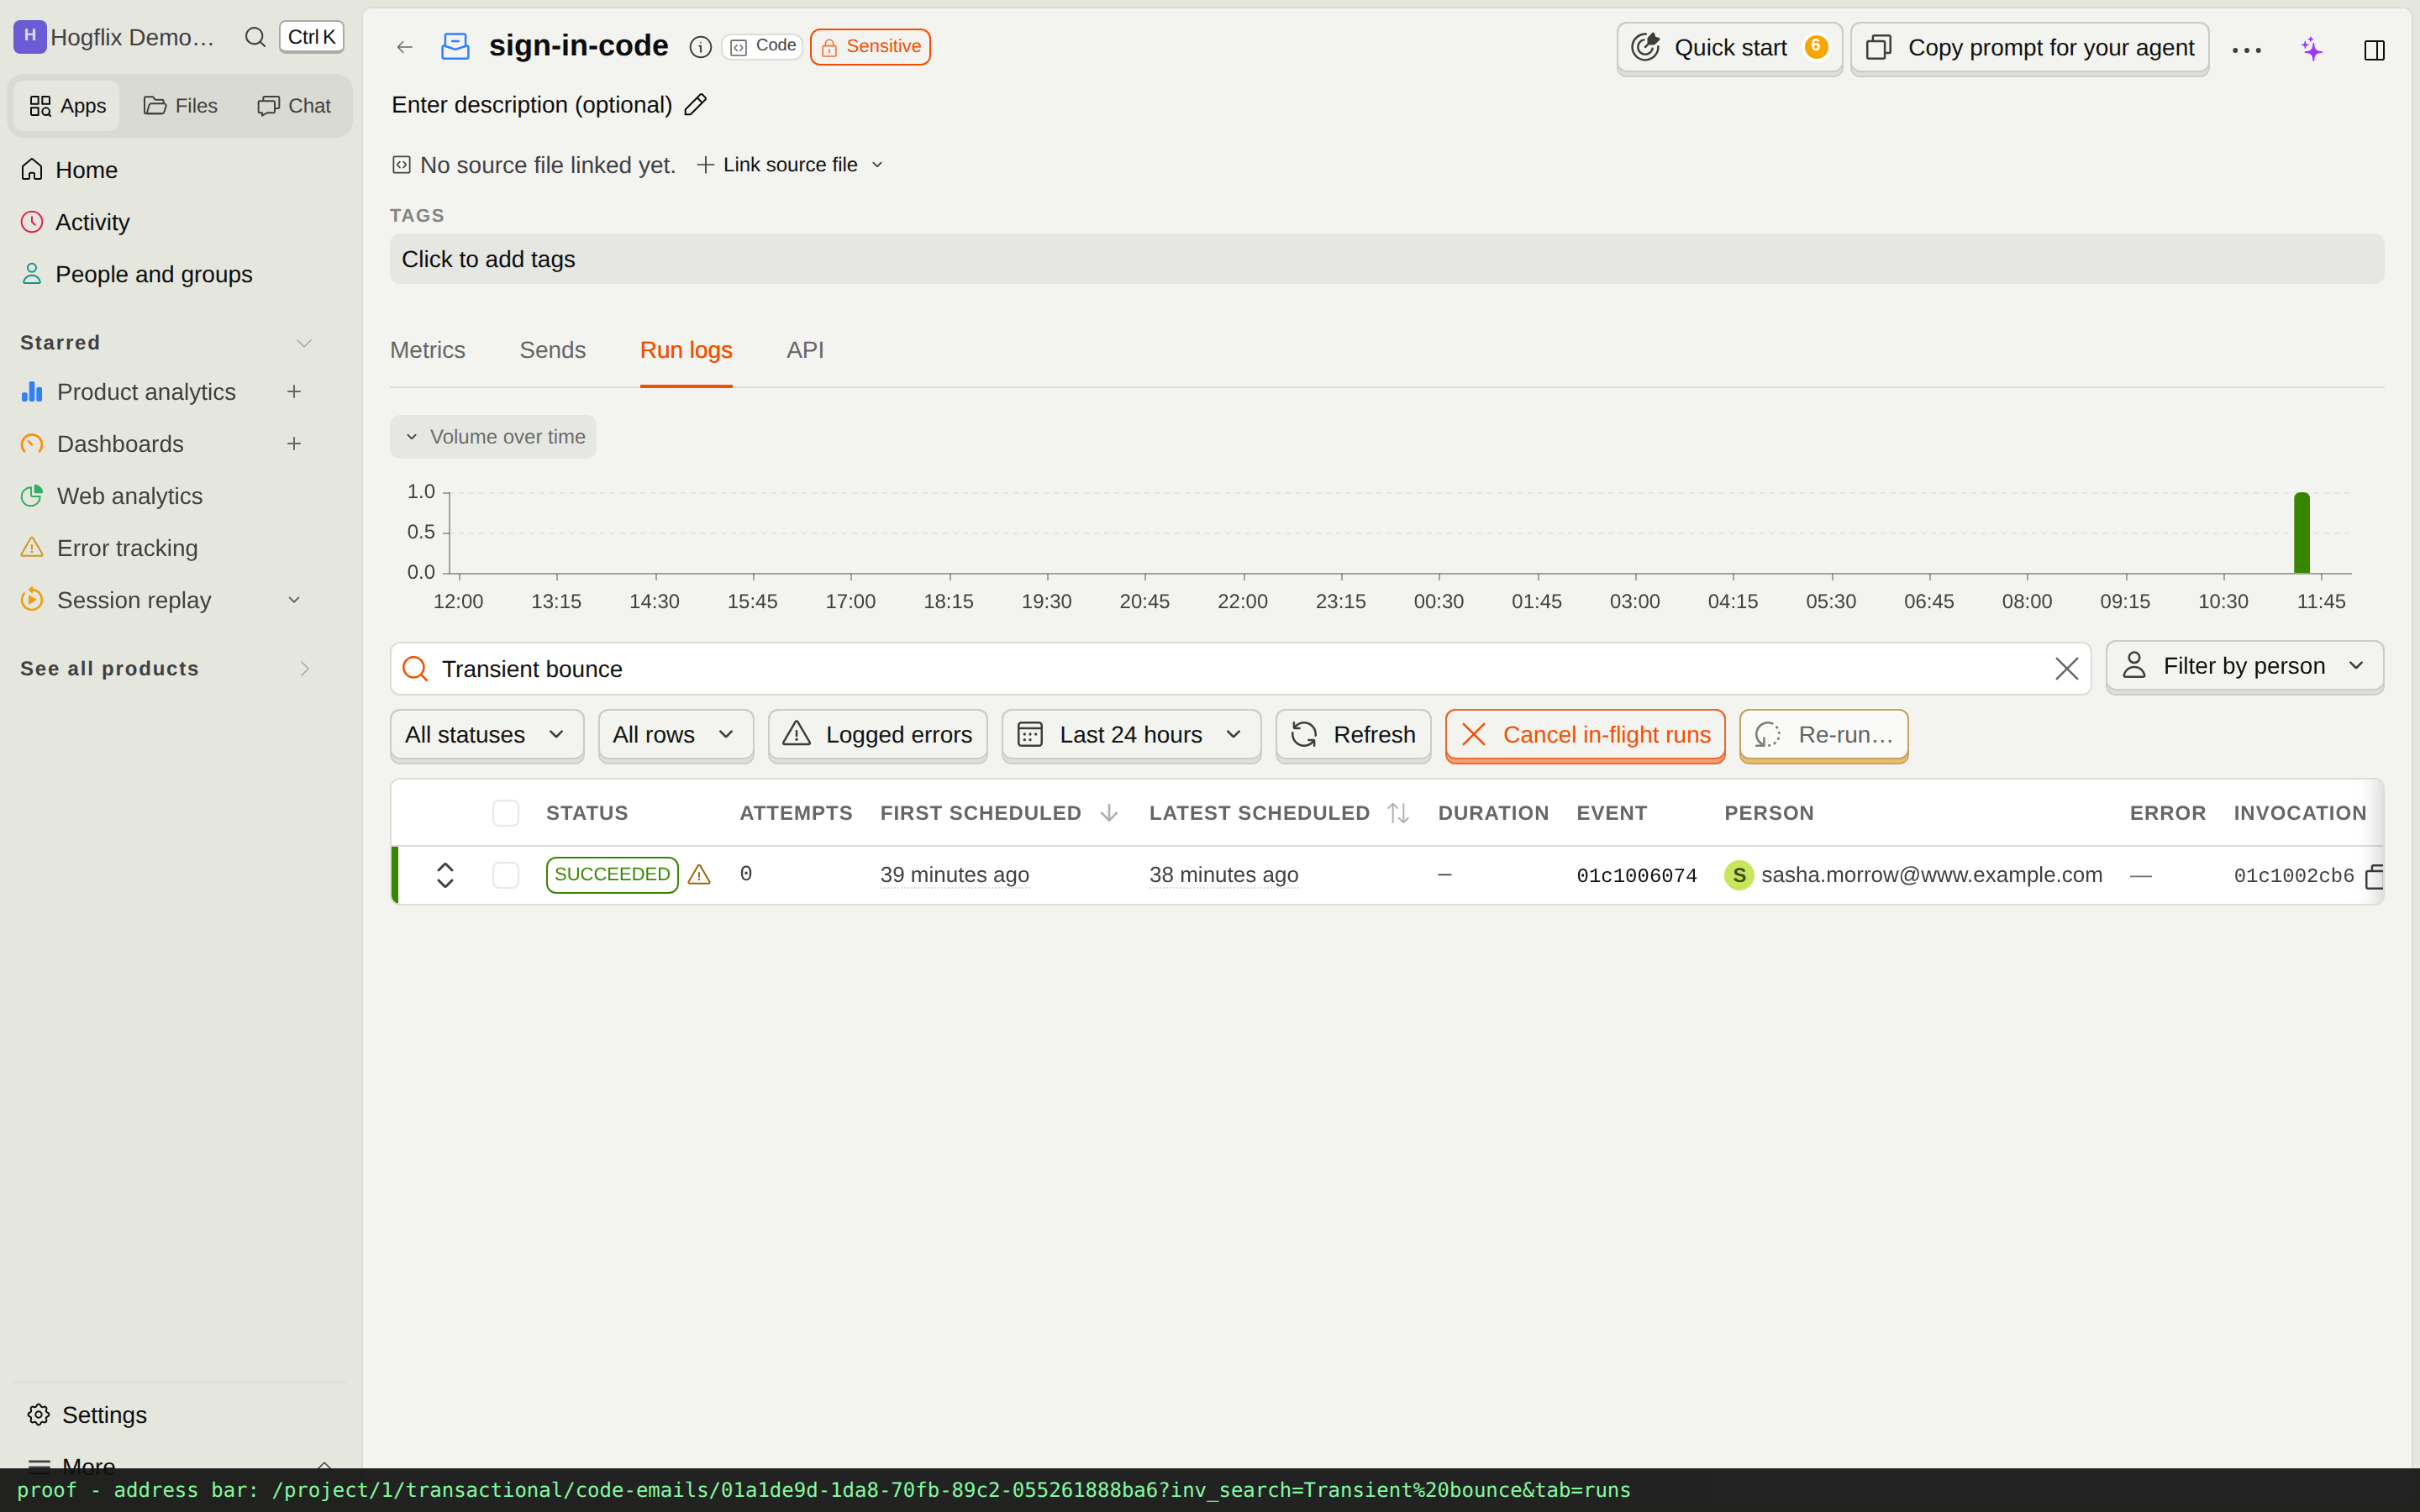 H Hogflix Demo… Ctrl K
Apps Files Chat
Home
Activity
People and groups
Starred
Product analytics
Dashboards
Web analytics
Error tracking
Session replay
See all products
Settings
More
sign-in-code Code Sensitive
Quick start 6 Copy prompt for your agent
Enter description (optional)
No source file linked yet. Link source file
TAGS
Click to add tags
Metrics Sends Run logs API
Volume over time
1.0
0.5
0.0
12:00 13:15 14:30 15:45 17:00 18:15 19:30 20:45 22:00 23:15 00:30 01:45 03:00 04:15 05:30 06:45 08:00 09:15 10:30 11:45
Transient bounce Filter by person
All statuses All rows Logged errors Last 24 hours Refresh Cancel in-flight runs Re-run…
STATUS ATTEMPTS FIRST SCHEDULED LATEST SCHEDULED DURATION EVENT PERSON ERROR INVOCATION
SUCCEEDED 0 39 minutes ago 38 minutes ago – 01c1006074 S sasha.morrow@www.example.com — 01c1002cb6
proof - address bar: /project/1/transactional/code-emails/01a1de9d-1da8-70fb-89c2-055261888ba6?inv_search=Transient%20bounce&tab=runs